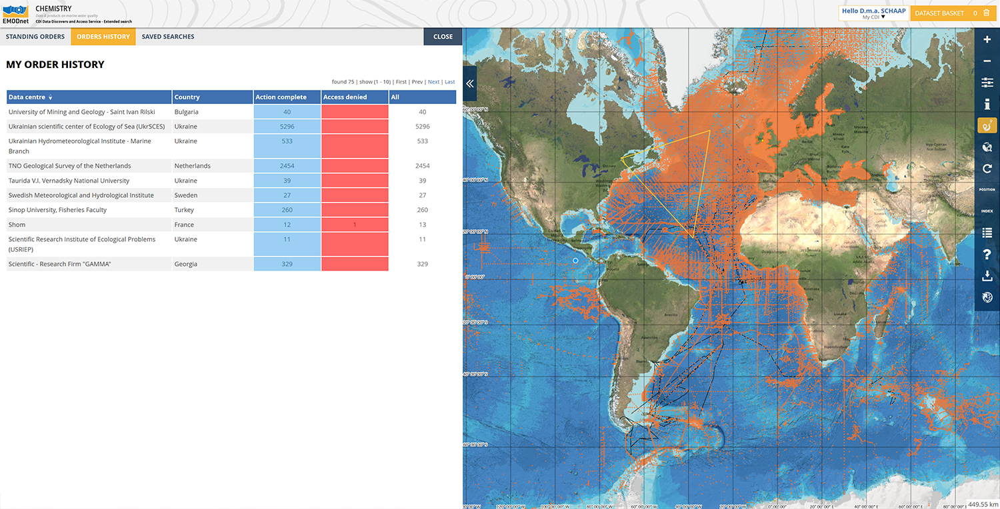 CHEMISTRY
Data & products on marine water quality
EMODnet
CDI Data Discovery and Access Service - Extended search
Hello D.m.a. SCHAAP
My CDI ▼
DATASET BASKET 0
STANDING ORDERS
ORDERS HISTORY
SAVED SEARCHES
CLOSE
MY ORDER HISTORY
found 75 | show (1 - 10) | First | Prev | Next | Last
Data centre Country Action complete Access denied All
University of Mining and Geology - Saint Ivan Rilski Bulgaria 40 40
Ukrainian scientific center of Ecology of Sea (UkrSCES) Ukraine 5296 5296
Ukrainian Hydrometeorological Institute - Marine Ukraine 533 533
Branch
TNO Geological Survey of the Netherlands Netherlands 2454 2454
Taurida V.I. Vernadsky National University Ukraine 39 39
Swedish Meteorological and Hydrological Institute Sweden 27 27
Sinop University, Fisheries Faculty Turkey 260 260
Shom France 12 1 13
Scientific Research Institute of Ecological Problems Ukraine 11 11
(USRIEP)
Scientific - Research Firm "GAMMA" Georgia 329 329
POSITION
INDEX
?
Ottawa
Москва
Brasília
Asunción
Kinshasa
Luanda
Lusaka
449.55 km